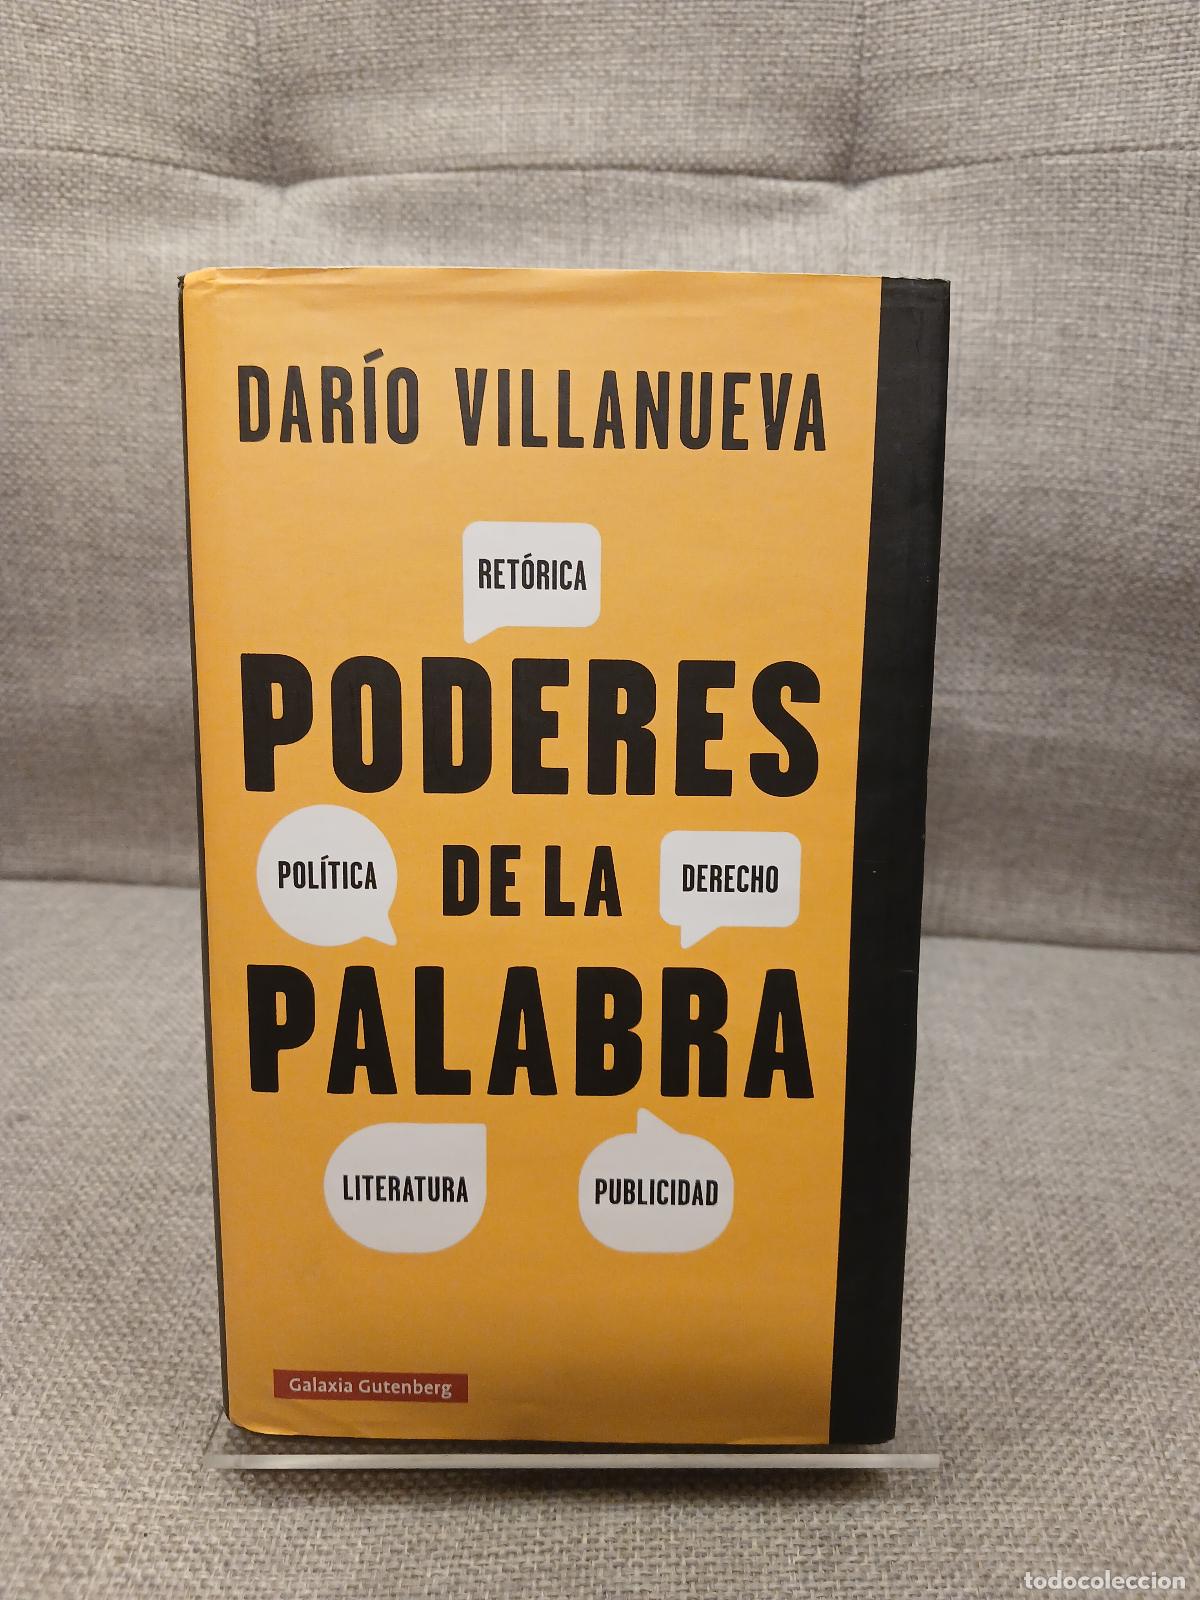 DARÍO VILLANUEVA
RETÓRICA
PODERES
POLÍTICA
DE LA
DERECHO
PALABRA
LITERATURA
PUBLICIDAD
Galaxia Gutenberg
todocoleccion